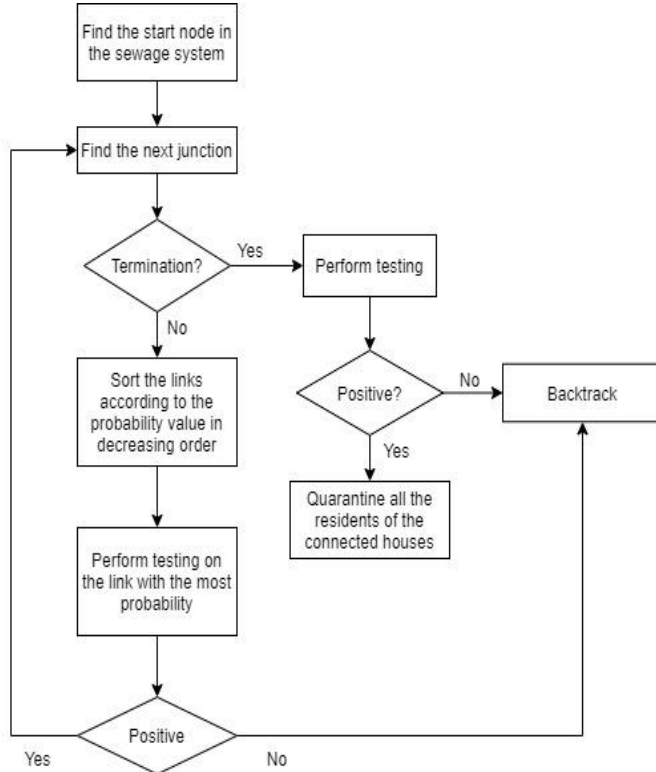 Find the start node in
the sewage system
Find the next junction
Termination?
Yes
Perform testing
No
Sort the links
according to the
probability value in
decreasing order
Positive?
No
Backtrack
Yes
Quarantine all the
residents of the
connected houses
Perform testing on
the link with the most
probability
Positive
Yes
No